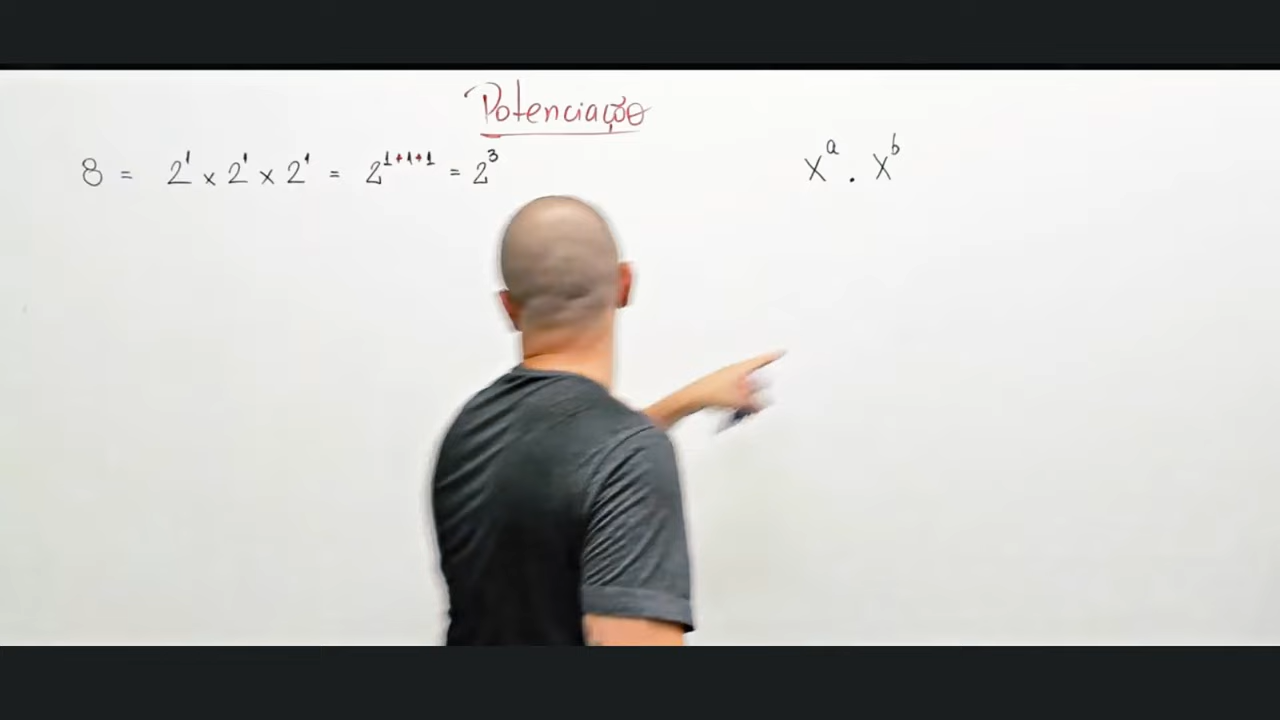 Potenciação
8 = 2¹ × 2¹ × 2¹ = 2¹⁺¹⁺¹ = 2³
xᵃ . xᵇ